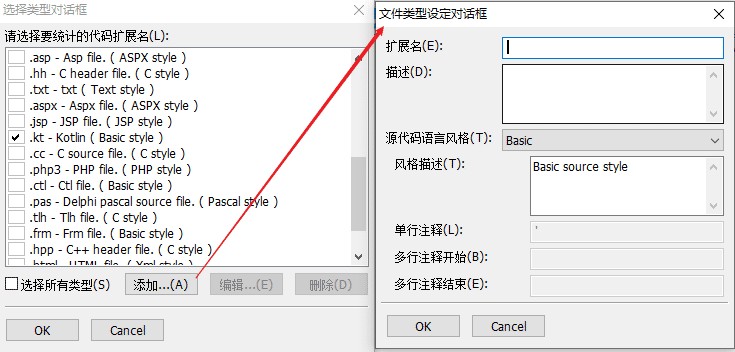 选择类型对话框
请选择要统计的代码扩展名(L):
.asp - Asp file. ( ASPX style )
.hh - C header file. ( C style )
.txt - txt ( Text style )
.aspx - Aspx file. ( ASPX style )
.jsp - JSP file. ( JSP style )
.kt - Kotlin ( Basic style )
.cc - C source file. ( C style )
.php3 - PHP file. ( PHP style )
.ctl - Ctl file. ( Basic style )
.pas - Delphi pascal source file. ( Pascal style )
.tlh - Tlh file. ( C style )
.frm - Frm file. ( Basic style )
.hpp - C++ header file. ( C style )
.html - HTML file. ( Xml style )
选择所有类型(S)
添加...(A)
编辑...(E)
删除(D)
OK
Cancel
文件类型设定对话框
扩展名(E):
描述(D):
源代码语言风格(T):
Basic
风格描述(T):
Basic source style
单行注释(L):
'
多行注释开始(B):
多行注释结束(E):
OK
Cancel